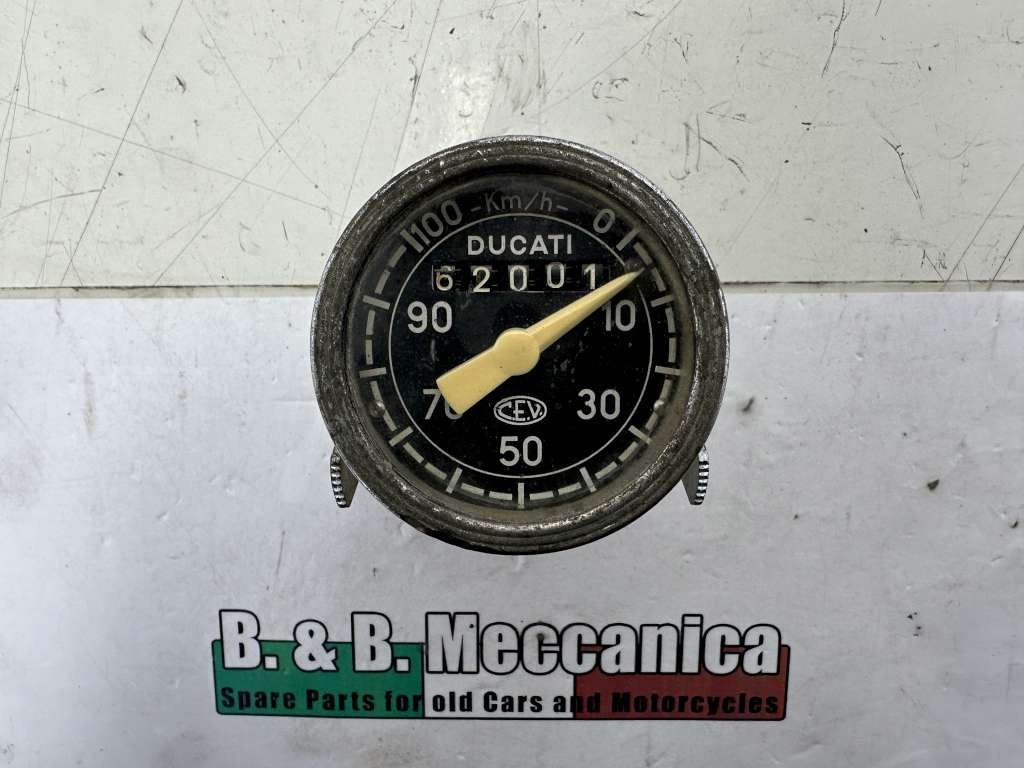 -Km/h-
100 0
DUCATI
62001
90 10
70 30
C.E.V.
50
B. & B. Meccanica
Spare Parts for old Cars and Motorcycles